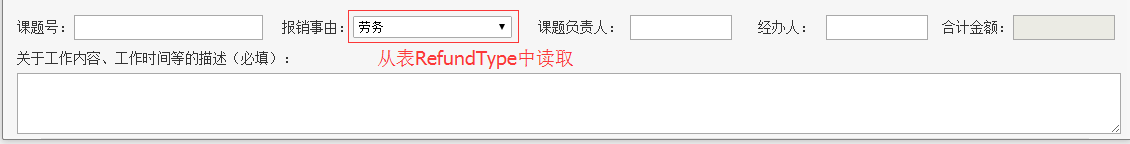 课题号： 报销事由： 劳务 课题负责人： 经办人： 合计金额：
关于工作内容、工作时间等的描述（必填）： 从表RefundType中读取